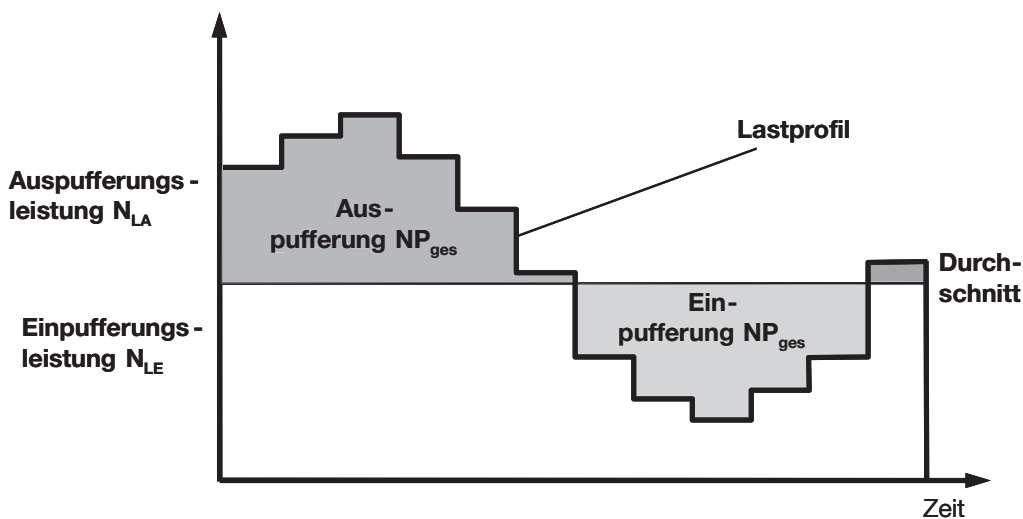 Lastprofil
Auspufferungs-
leistung N_LA
Aus-
pufferung NP_ges
Durch-
schnitt
Ein-
pufferung NP_ges
Einpufferungs-
leistung N_LE
Zeit